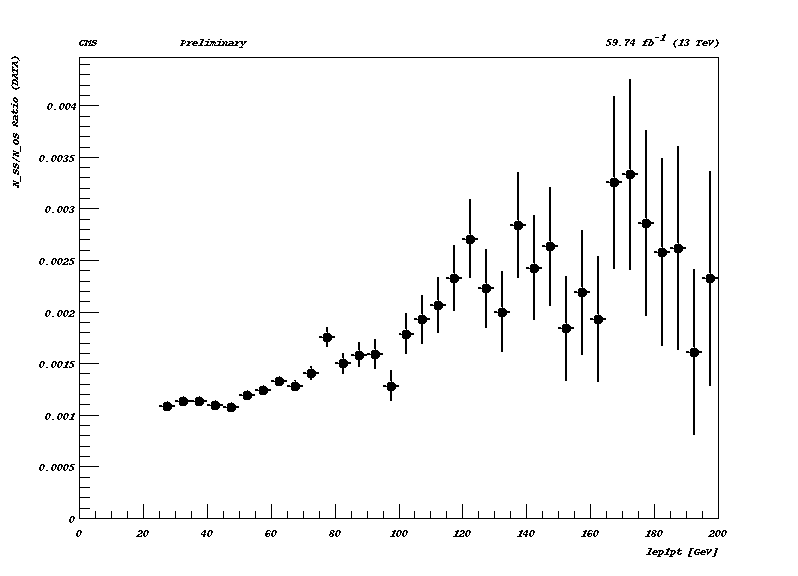 CMS Preliminary 59.74 fb⁻¹ (13 TeV)
N_SS/N_OS Ratio (DATA)
0.004
0.0035
0.003
0.0025
0.002
0.0015
0.001
0.0005
0
0 20 40 60 80 100 120 140 160 180 200
lep1pt [GeV]